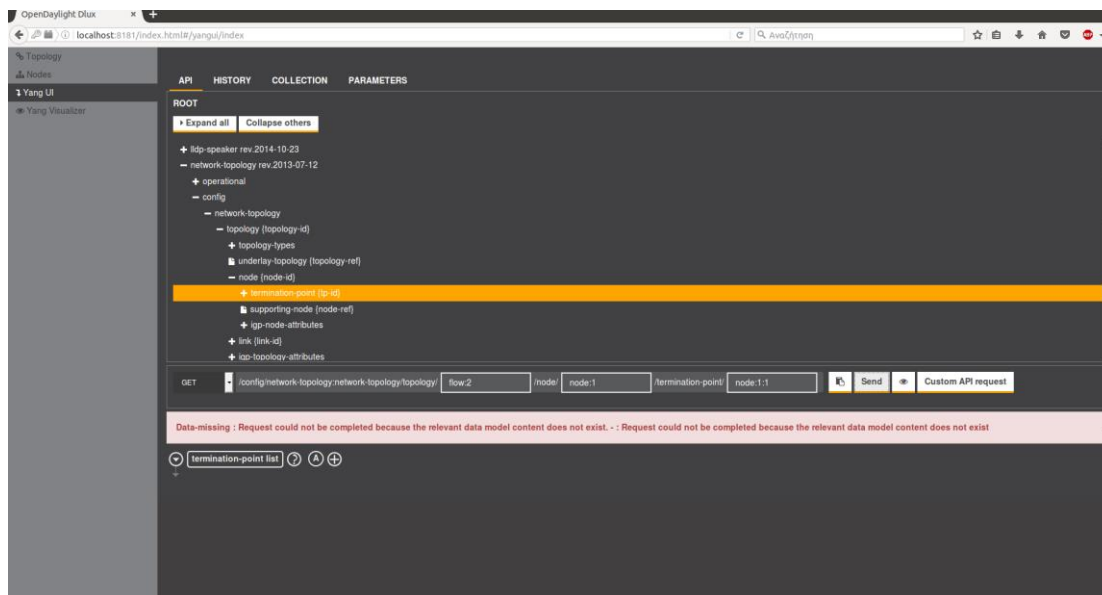 OpenDaylight Dlux
localhost:8181/index.html#/yangui/index
Αναζήτηση
Topology
Nodes
Yang UI
Yang Visualizer
API HISTORY COLLECTION PARAMETERS
ROOT
Expand all Collapse others
lldp-speaker rev.2014-10-23
network-topology rev.2013-07-12
operational
config
network-topology
topology {topology-id}
topology-types
underlay-topology {topology-ref}
node {node-id}
termination-point {tp-id}
supporting-node {node-ref}
igp-node-attributes
link {link-id}
igp-topology-attributes
GET /config/network-topology:network-topology/topology/ flow:2 /node/ node:1 /termination-point/ node:1:1 Send Custom API request
Data-missing : Request could not be completed because the relevant data model content does not exist. - : Request could not be completed because the relevant data model content does not exist
termination-point list ? A